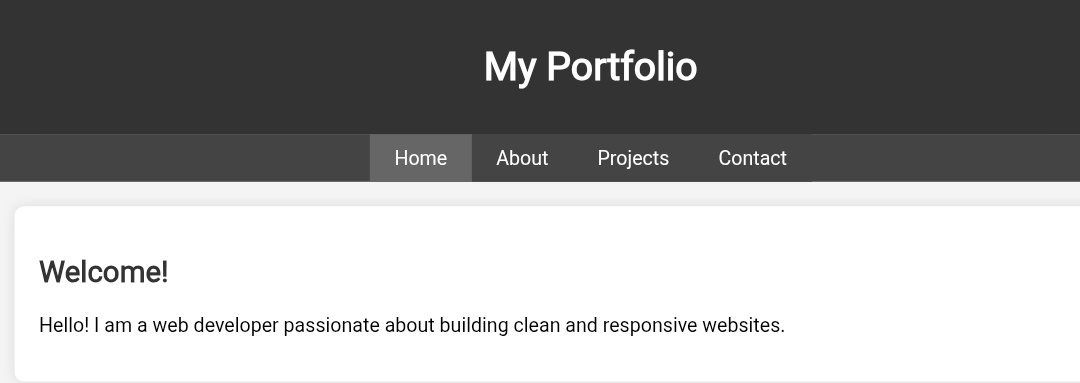 My Portfolio
Home About Projects Contact
Welcome!
Hello! I am a web developer passionate about building clean and responsive websites.